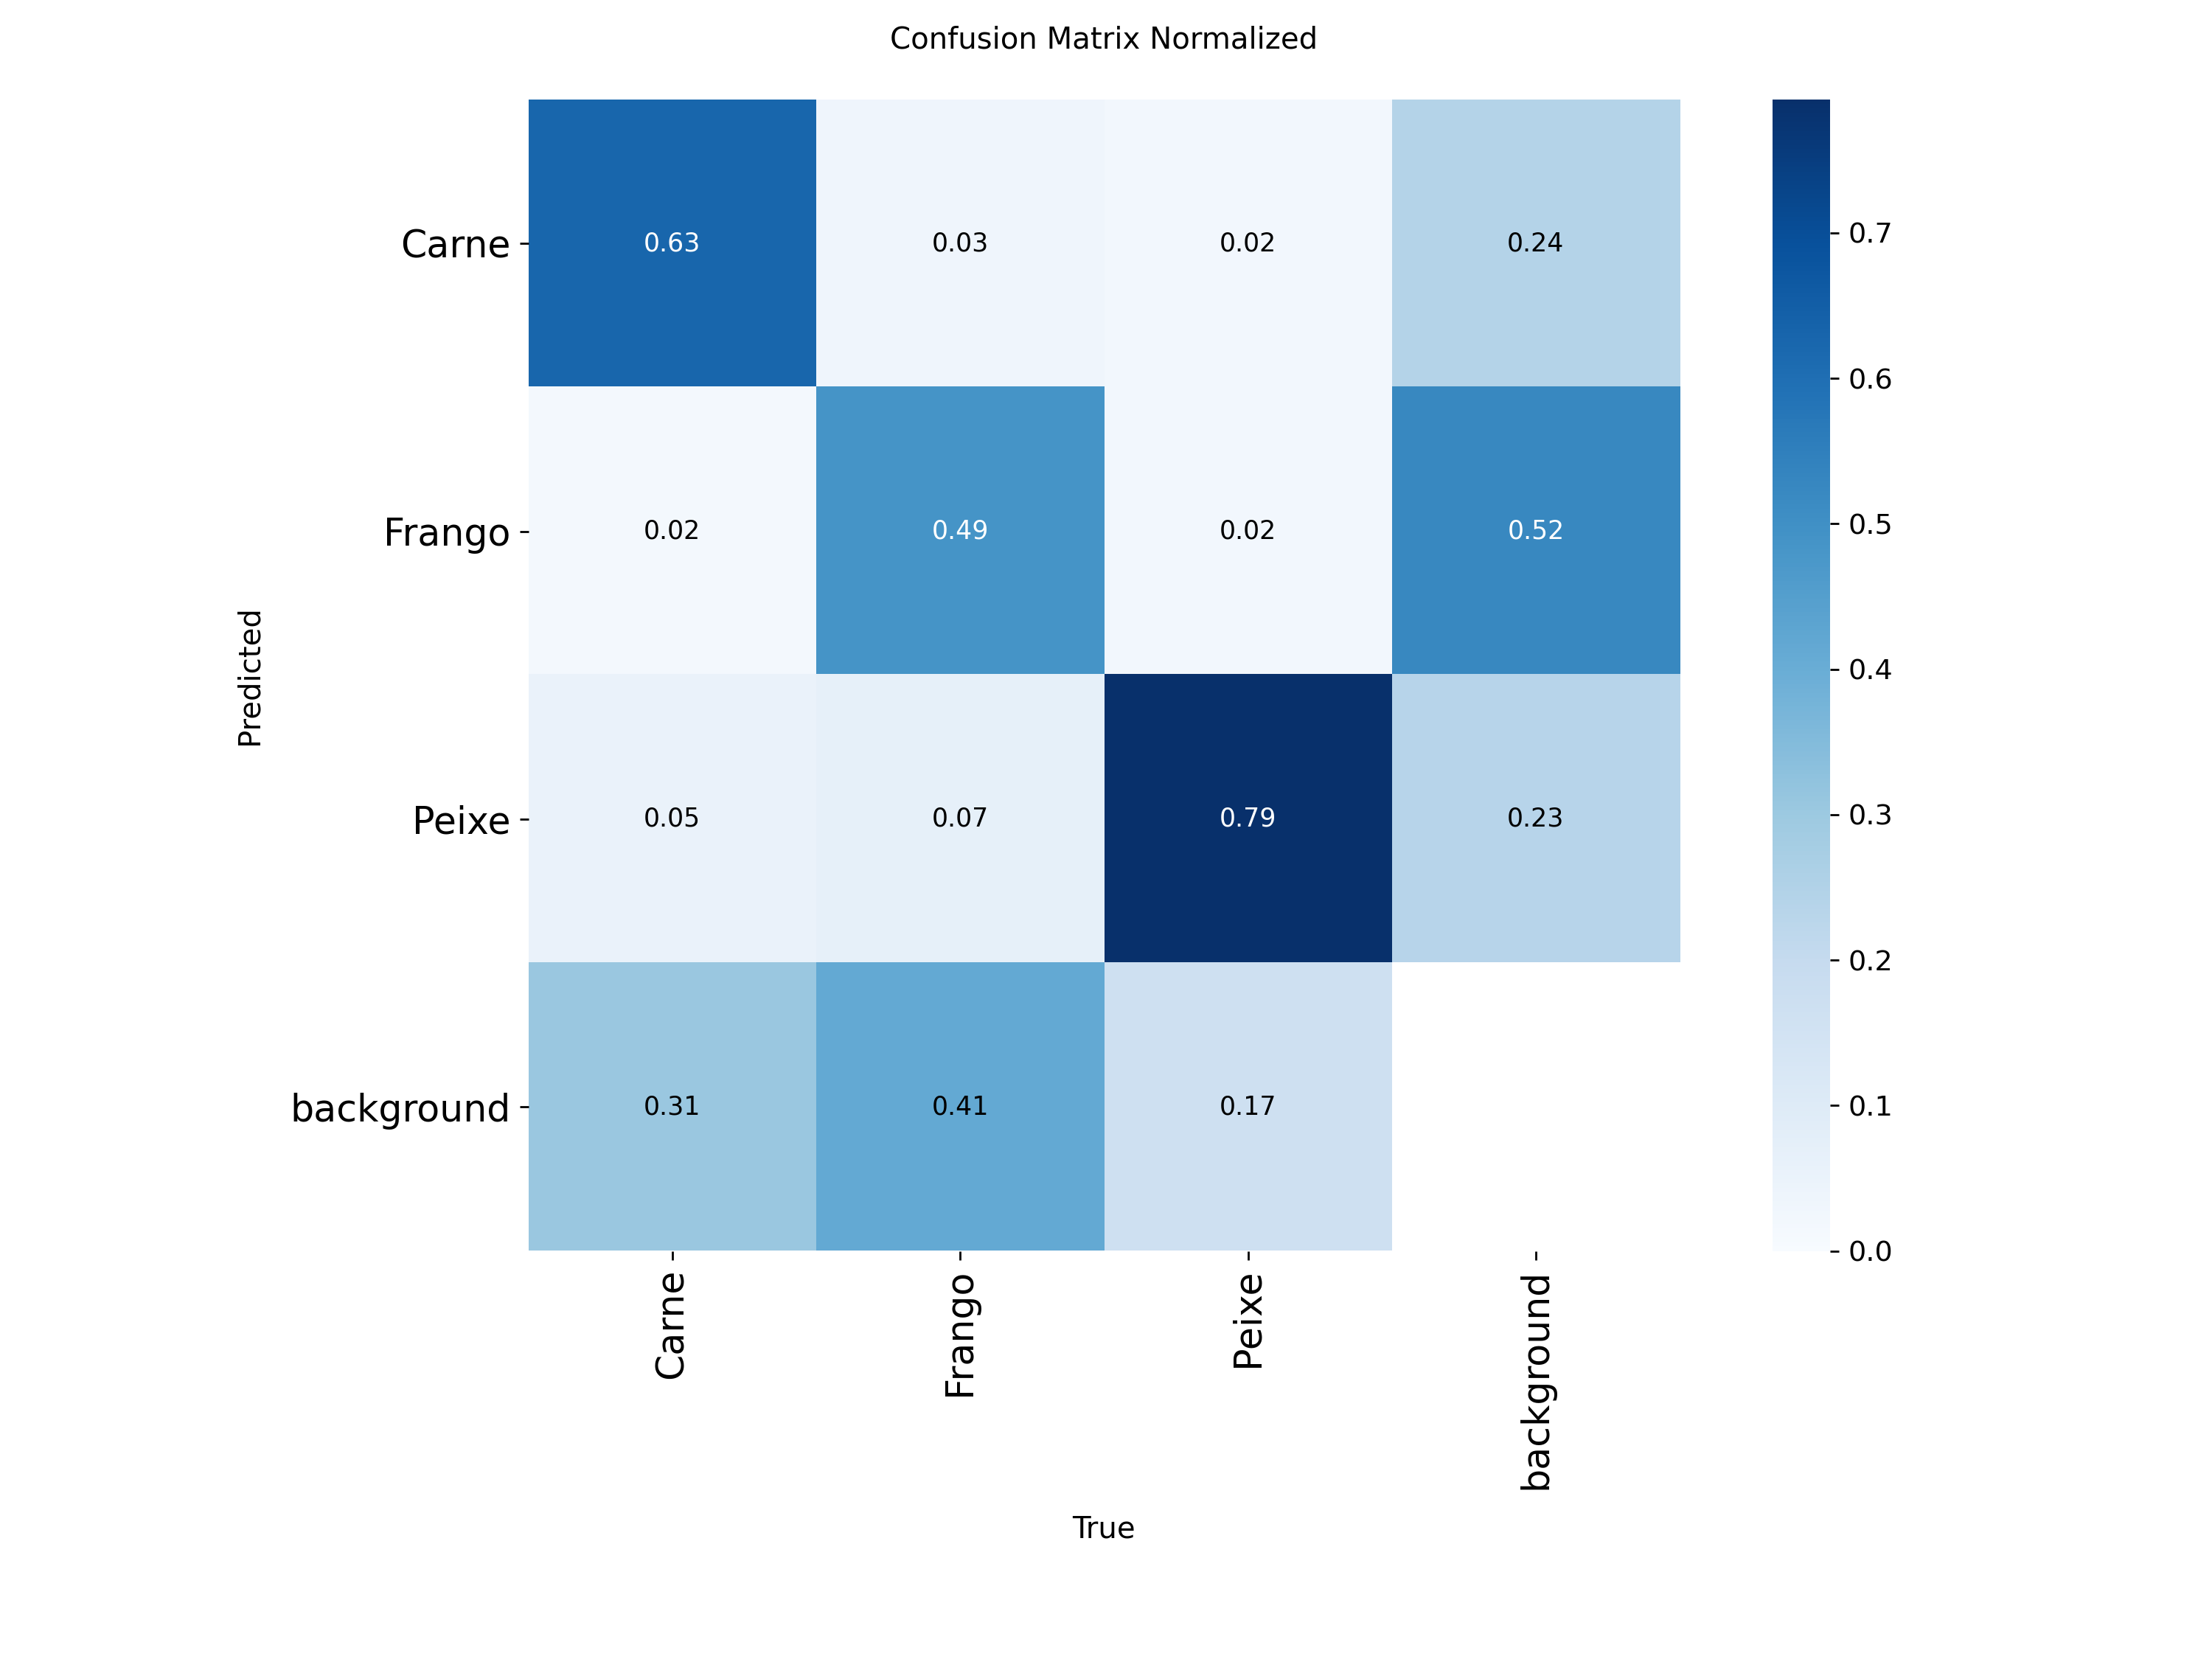 Confusion Matrix Normalized
Carne 0.63 0.03 0.02 0.24
Frango 0.02 0.49 0.02 0.52
Peixe 0.05 0.07 0.79 0.23
background 0.31 0.41 0.17
Predicted
Carne Frango Peixe background
True
0.7
0.6
0.5
0.4
0.3
0.2
0.1
0.0